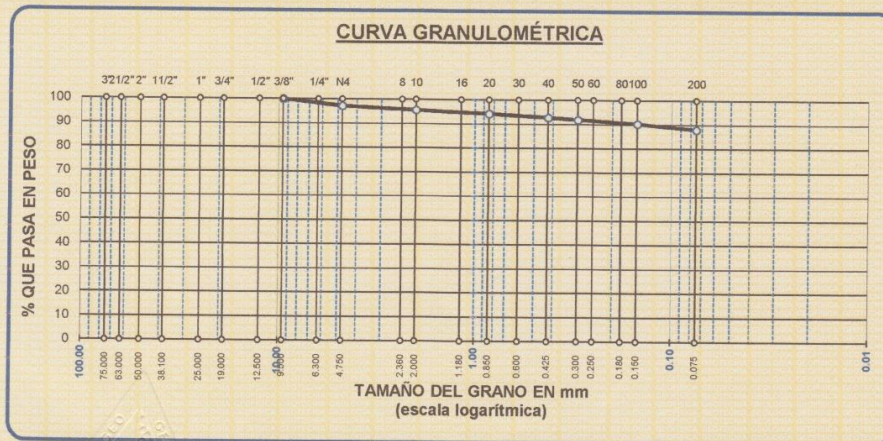 CURVA GRANULOMÉTRICA
3" 21/2" 2" 11/2" 1" 3/4" 1/2" 3/8" 1/4" N4 8 10 16 20 30 40 50 60 80 100 200
% QUE PASA EN PESO
100
90
80
70
60
50
40
30
20
10
0
100.00 10.00 1.00 0.10 0.01
75.000 63.000 50.000 38.100 25.000 19.000 12.500 9.500 6.300 4.750 2.360 2.000 1.180 0.850 0.600 0.425 0.300 0.250 0.180 0.150 0.075
TAMAÑO DEL GRANO EN mm
(escala logarítmica)